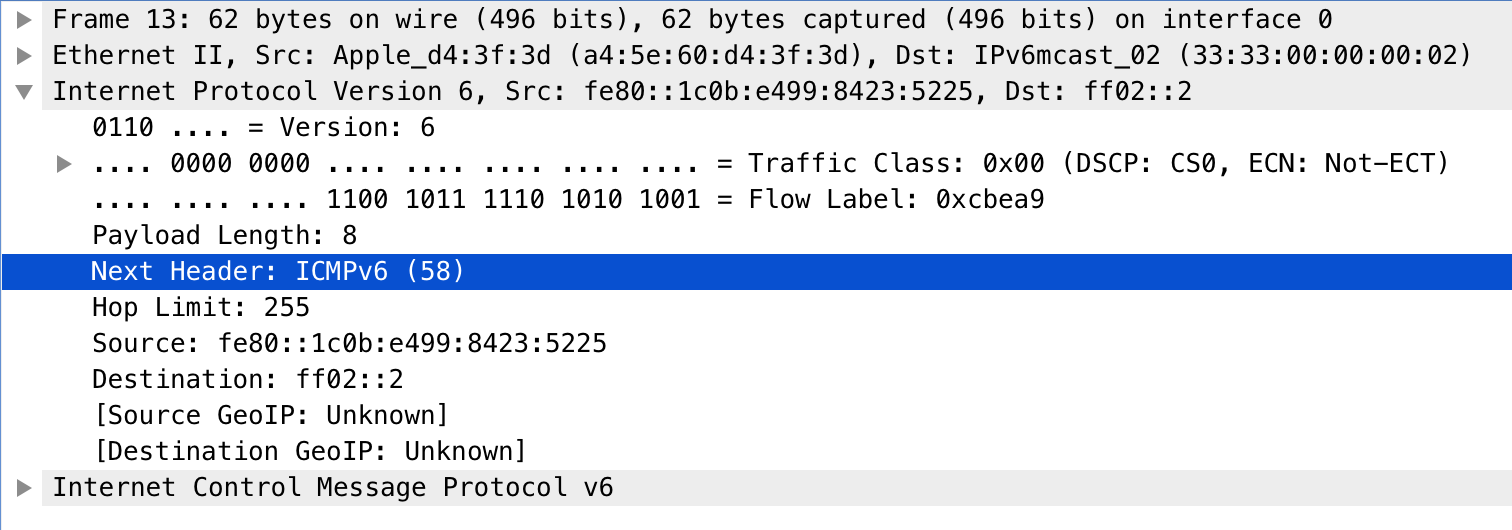 Frame 13: 62 bytes on wire (496 bits), 62 bytes captured (496 bits) on interface 0
Ethernet II, Src: Apple_d4:3f:3d (a4:5e:60:d4:3f:3d), Dst: IPv6mcast_02 (33:33:00:00:00:02)
Internet Protocol Version 6, Src: fe80::1c0b:e499:8423:5225, Dst: ff02::2
0110 .... = Version: 6
.... 0000 0000 .... .... .... .... .... = Traffic Class: 0x00 (DSCP: CS0, ECN: Not-ECT)
.... .... .... 1100 1011 1110 1010 1001 = Flow Label: 0xcbea9
Payload Length: 8
Next Header: ICMPv6 (58)
Hop Limit: 255
Source: fe80::1c0b:e499:8423:5225
Destination: ff02::2
[Source GeoIP: Unknown]
[Destination GeoIP: Unknown]
Internet Control Message Protocol v6